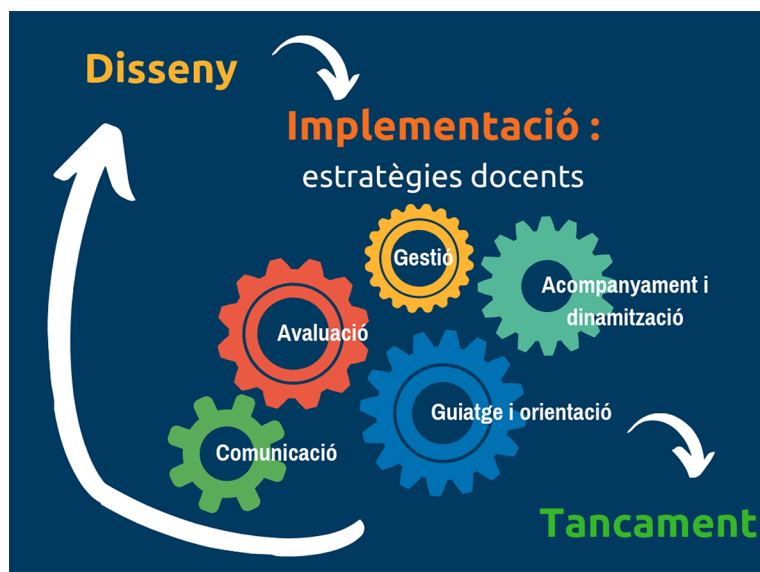 Disseny
Implementació :
estratègies docents
Gestió
Acompanyament i
dinamització
Avaluació
Guiatge i orientació
Comunicació
Tancament